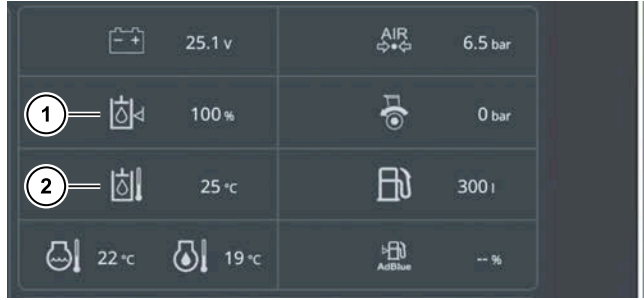 25.1 v
AIR
6.5 bar
1
100 %
0 bar
2
25 °C
300 l
22 °C
19 °C
AdBlue
-- %